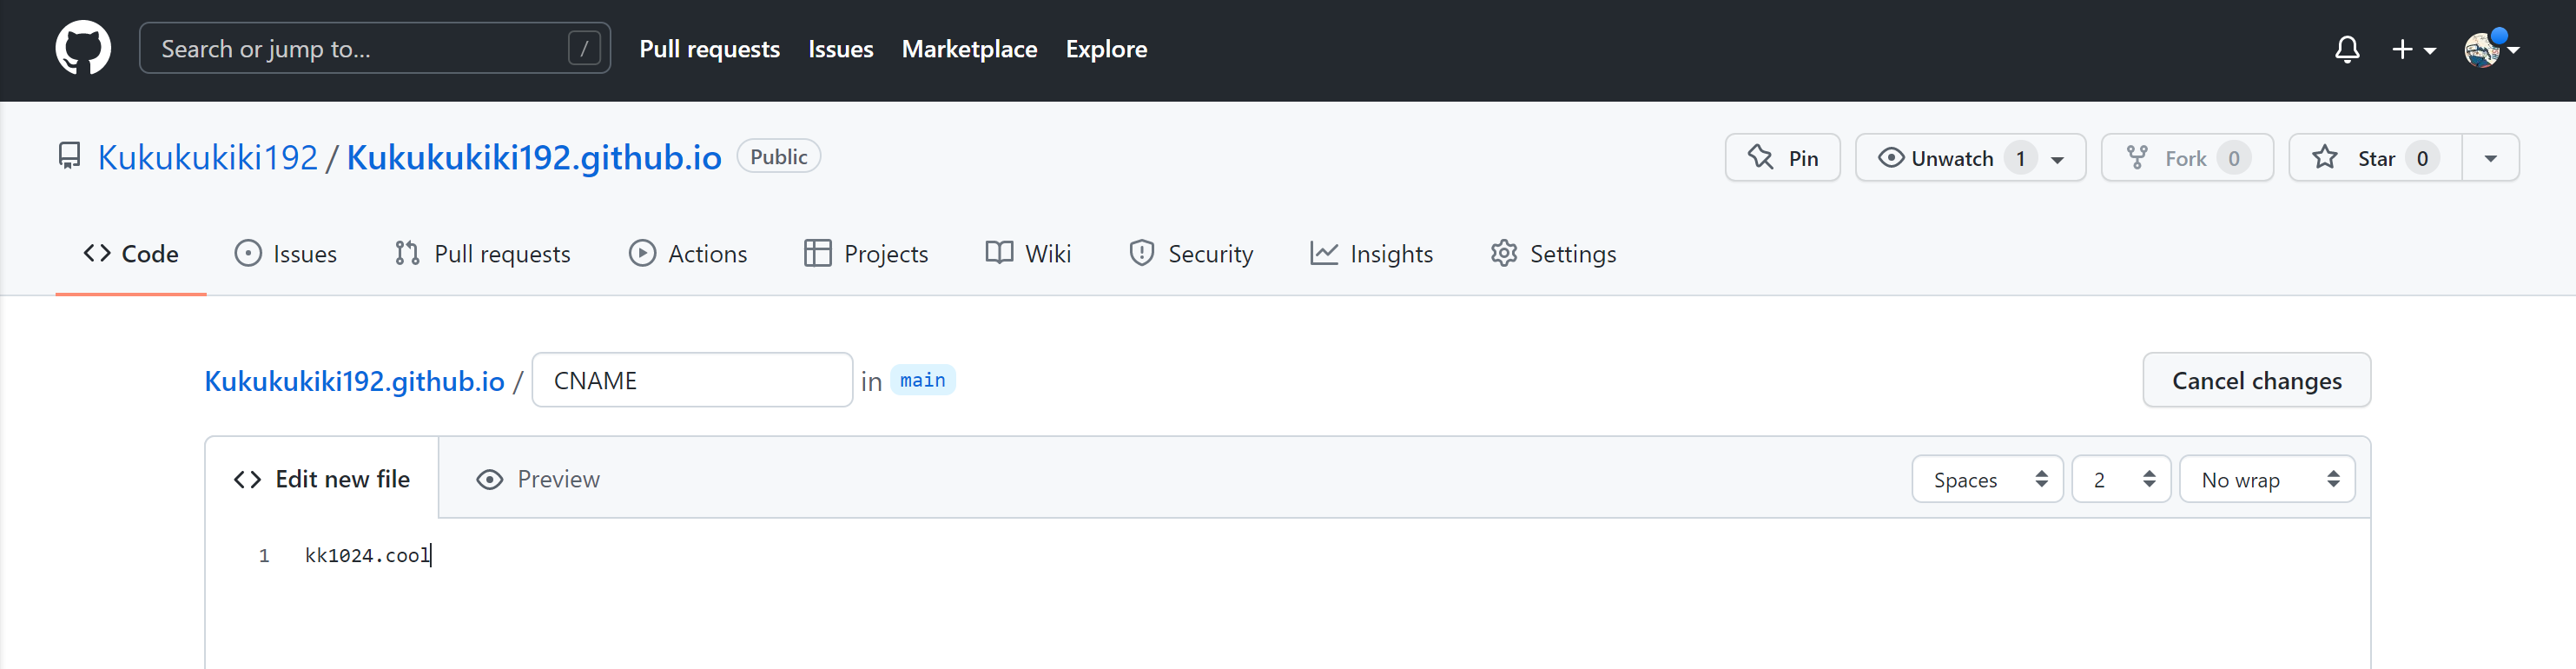 Search or jump to... / Pull requests Issues Marketplace Explore
Kukukukiki192 / Kukukukiki192.github.io Public Pin Unwatch 1 Fork 0 Star 0
Code Issues Pull requests Actions Projects Wiki Security Insights Settings
Kukukukiki192.github.io / CNAME in main Cancel changes
Edit new file Preview Spaces 2 No wrap
1 kk1024.cool